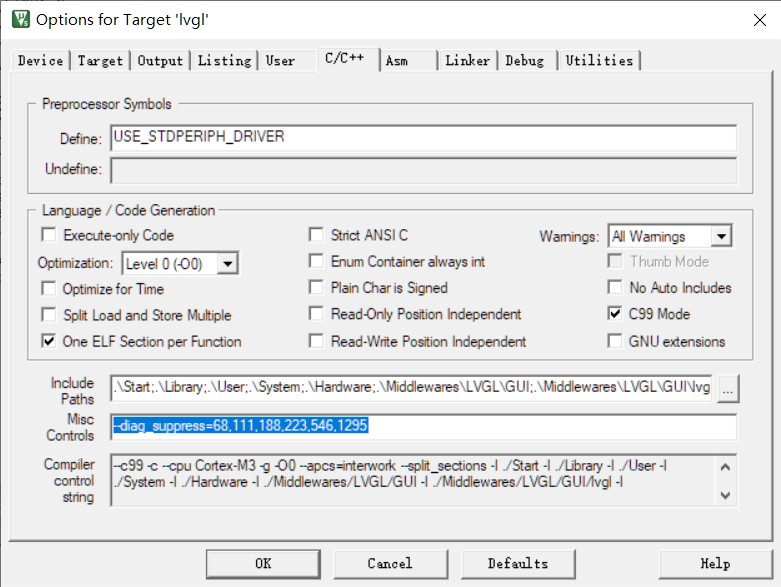 Options for Target 'lvgl'
Device Target Output Listing User C/C++ Asm Linker Debug Utilities
Preprocessor Symbols
Define: USE_STDPERIPH_DRIVER
Undefine:
Language / Code Generation
Execute-only Code Strict ANSI C Warnings: All Warnings
Optimization: Level 0 (-O0) Enum Container always int Thumb Mode
Optimize for Time Plain Char is Signed No Auto Includes
Split Load and Store Multiple Read-Only Position Independent C99 Mode
One ELF Section per Function Read-Write Position Independent GNU extensions
Include Paths .\Start;.\Library;.\User;.\System;.\Hardware;.\Middlewares\LVGL\GUI;.\Middlewares\LVGL\GUI\lvg ...
Misc Controls --diag_suppress=68,111,188,223,546,1295
Compiler control string --c99 -c --cpu Cortex-M3 -g -O0 --apcs=interwork --split_sections -I ./Start -I ./Library -I ./User -I
./System -I ./Hardware -I ./Middlewares/LVGL/GUI -I ./Middlewares/LVGL/GUI/lvgl -I
OK Cancel Defaults Help